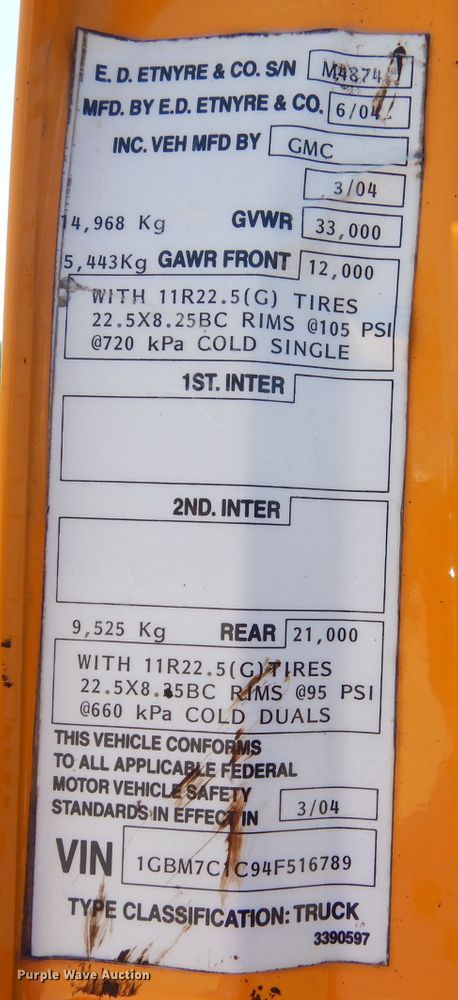 E. D. ETNYRE & CO. S/N M4874
MFD. BY E.D. ETNYRE & CO. 6/04
INC. VEH MFD BY GMC
3/04
14,968 Kg GVWR 33,000
5,443Kg GAWR FRONT 12,000
WITH 11R22.5(G) TIRES
22.5X8.25BC RIMS @105 PSI
@720 kPa COLD SINGLE
1ST. INTER
2ND. INTER
9,525 Kg REAR 21,000
WITH 11R22.5(G)TIRES
22.5X8.25BC RIMS @95 PSI
@660 kPa COLD DUALS
THIS VEHICLE CONFORMS
TO ALL APPLICABLE FEDERAL
MOTOR VEHICLE SAFETY
STANDARDS IN EFFECT IN 3/04
VIN 1GBM7C1C94F516789
TYPE CLASSIFICATION: TRUCK
3390597
Purple Wave Auction